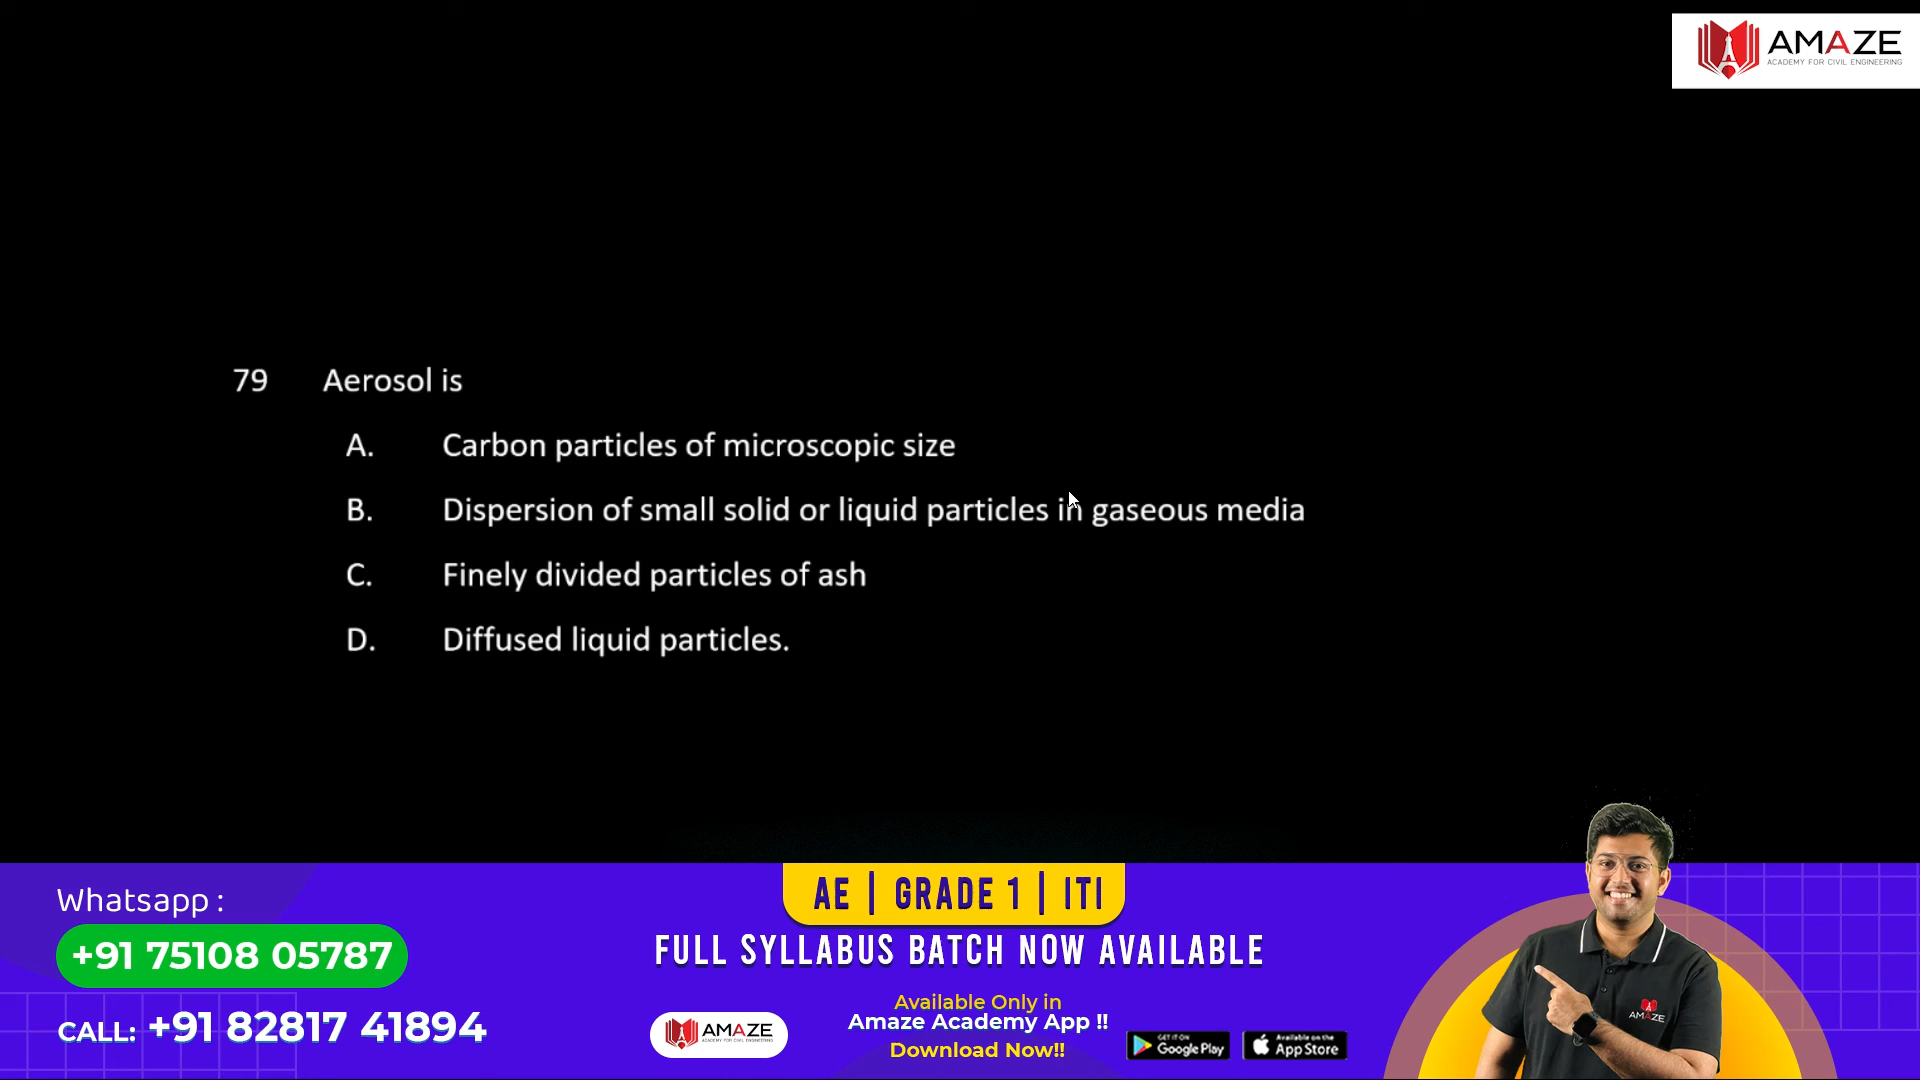 AMAZE
ACADEMY FOR CIVIL ENGINEERING
79 Aerosol is
A. Carbon particles of microscopic size
B. Dispersion of small solid or liquid particles in gaseous media
C. Finely divided particles of ash
D. Diffused liquid particles.
Whatsapp :
+91 75108 05787
CALL: +91 82817 41894
AE | GRADE 1 | ITI
FULL SYLLABUS BATCH NOW AVAILABLE
AMAZE
ACADEMY FOR CIVIL ENGINEERING
Available Only in
Amaze Academy App !!
Download Now!!
GET IT ON
Google Play
Available on the
App Store
AMAZE